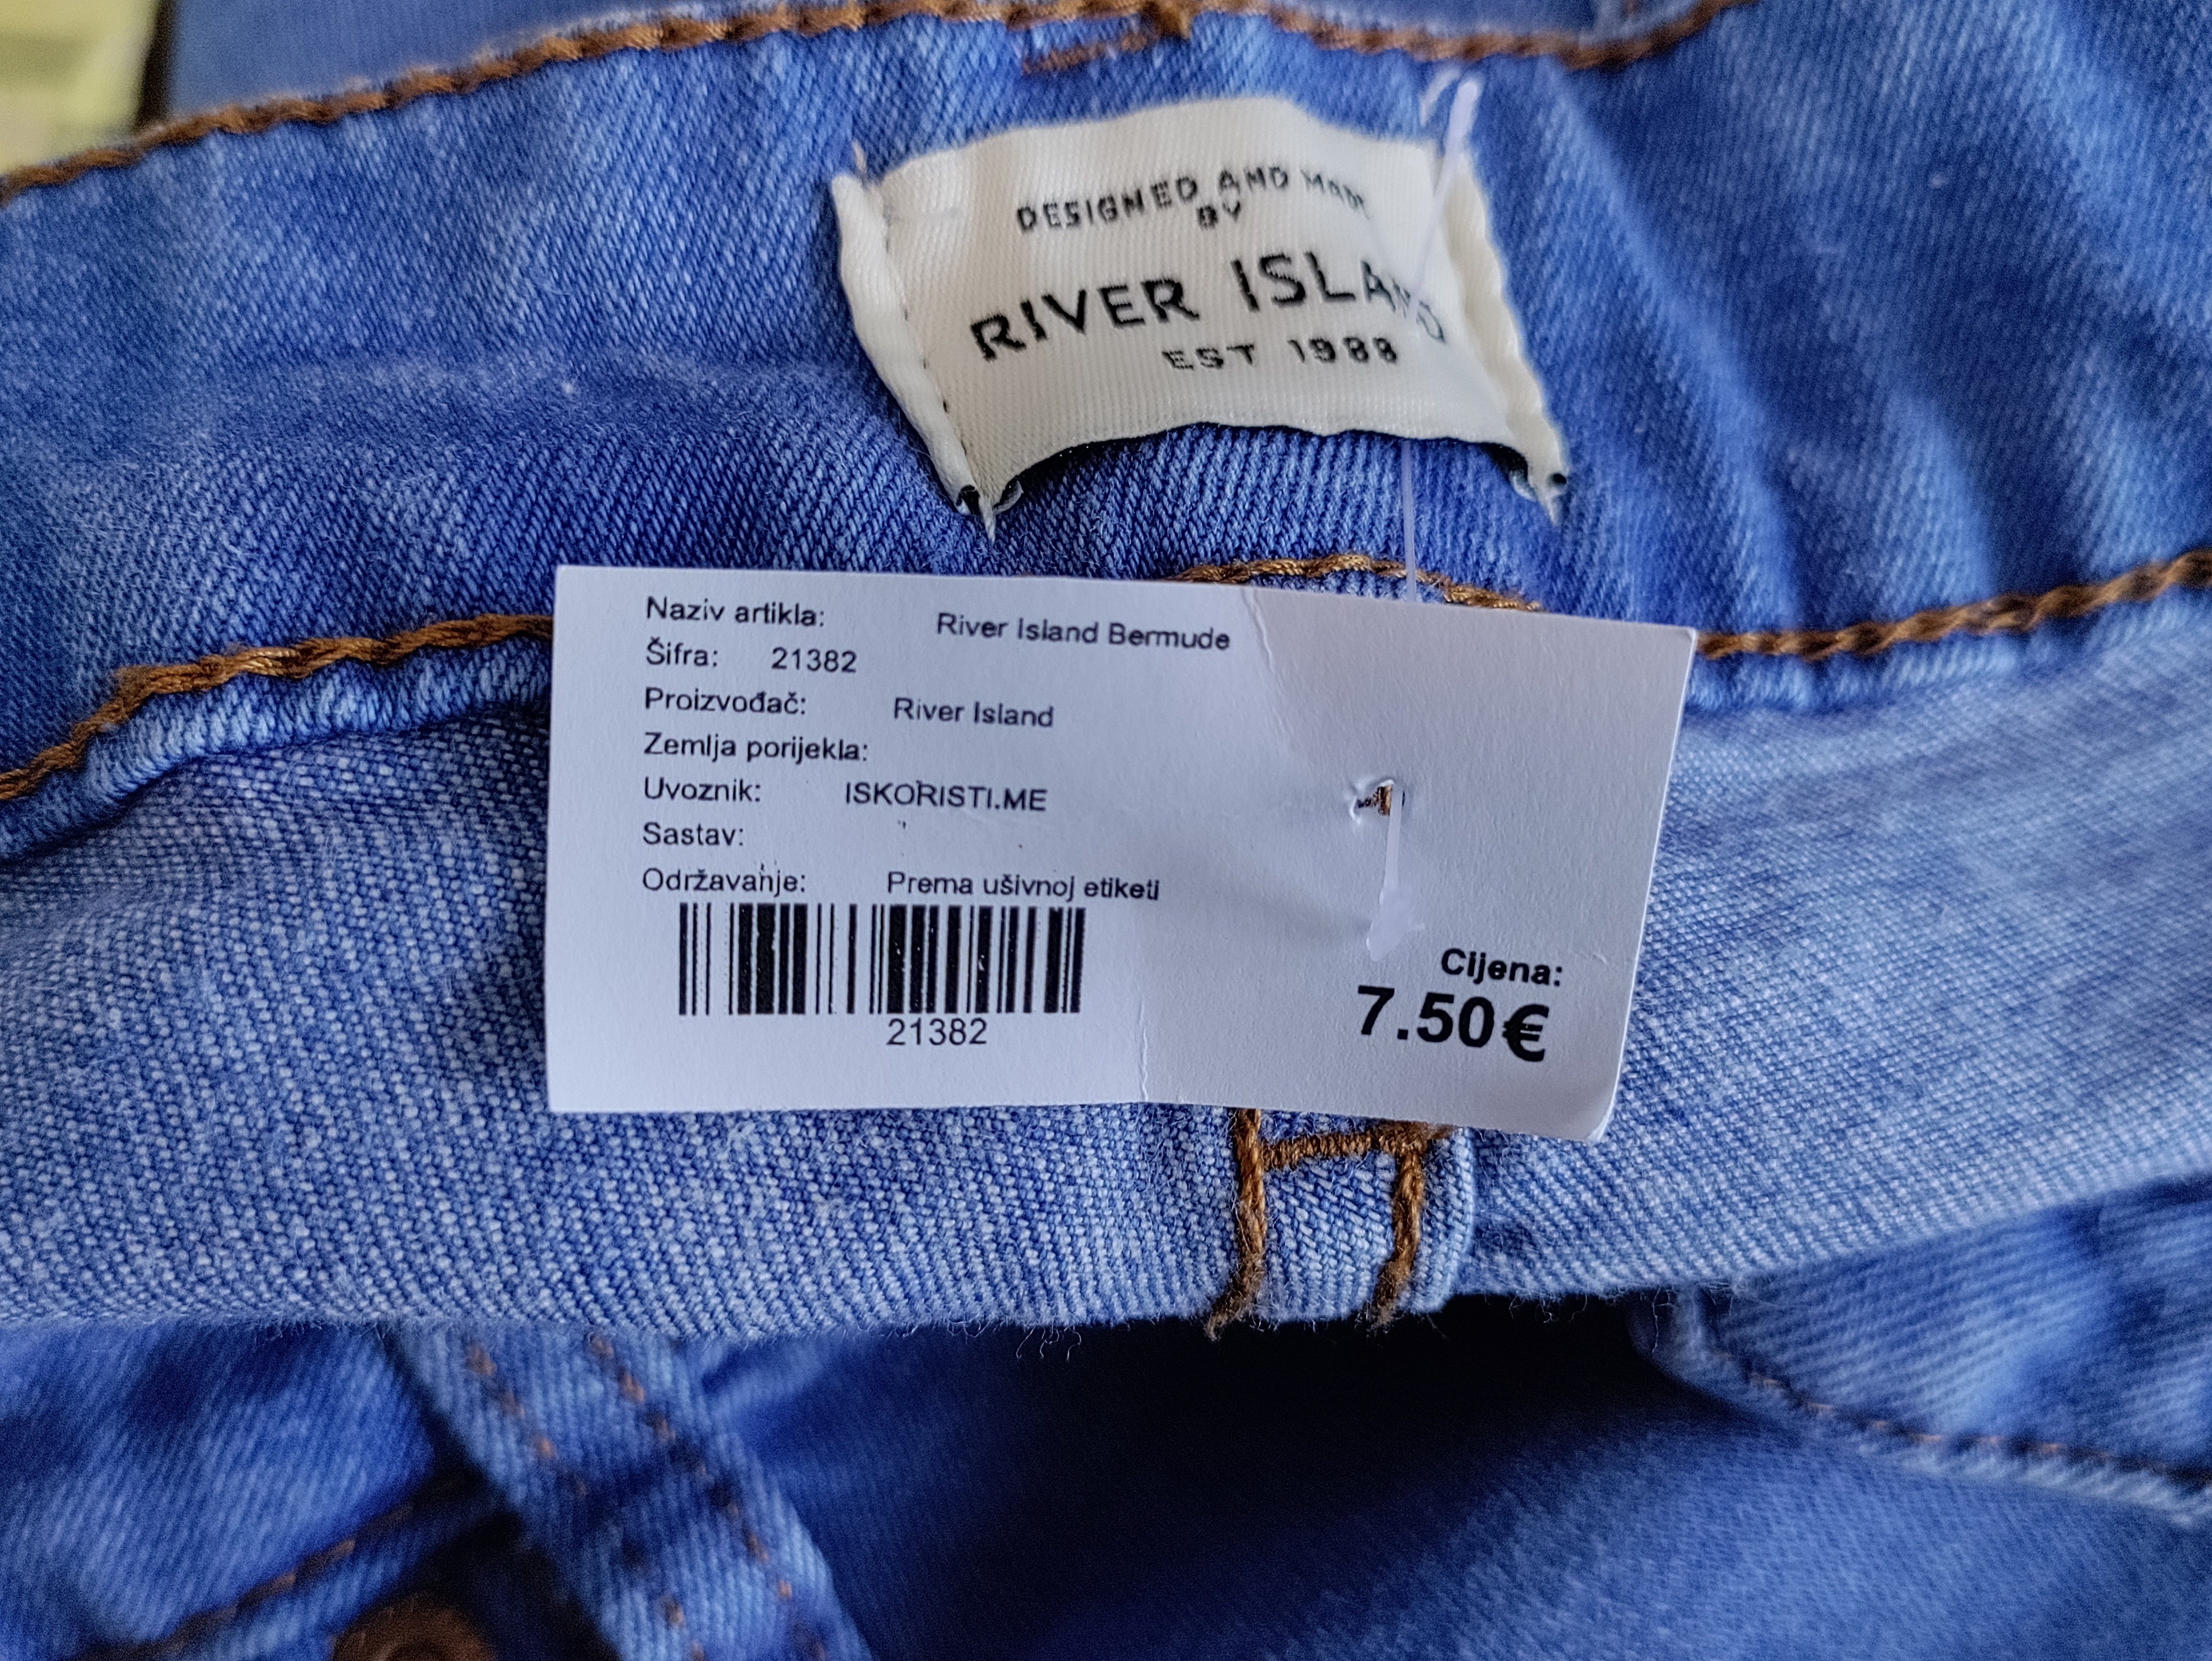 DESIGNED AND MADE
BY
RIVER ISLAND
EST 1988
Naziv artikla: River Island Bermude
Šifra: 21382
Proizvođač: River Island
Zemlja porijekla:
Uvoznik: ISKORISTI.ME
Sastav:
Održavanje: Prema ušivnoj etiketi
21382
Cijena:
7.50€